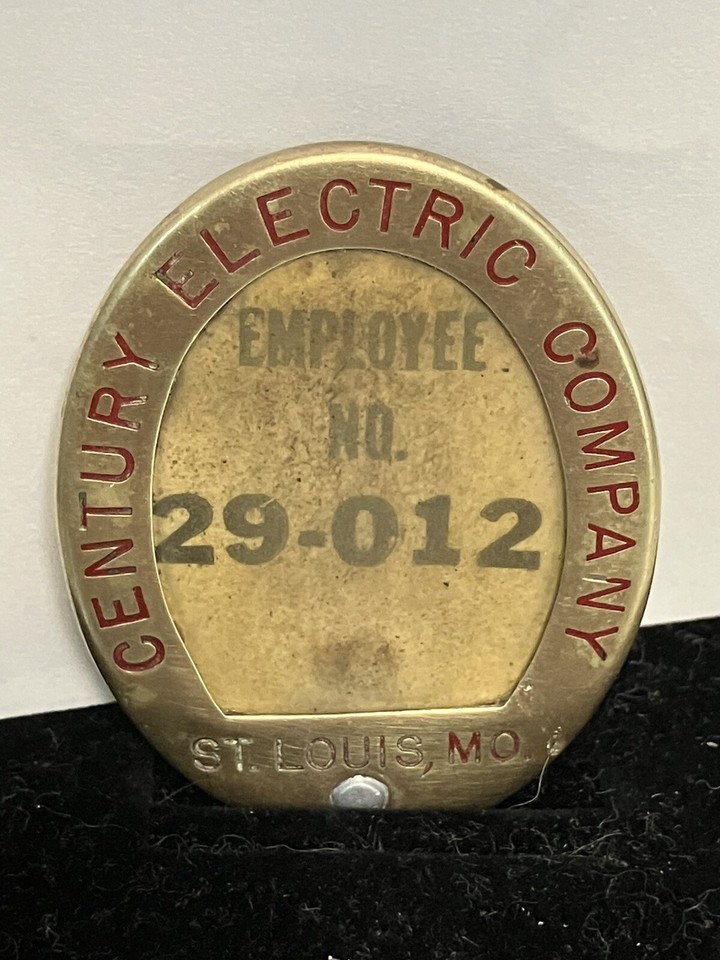 CENTURY ELECTRIC COMPANY
EMPLOYEE
NO.
29-012
ST. LOUIS, MO.